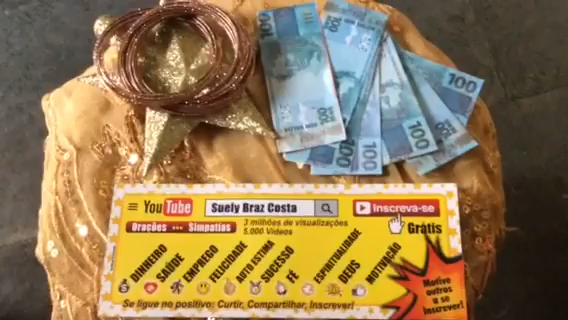 100
100
100
100
100
100
YouTube Suely Braz Costa Inscreva-se
Orações ••• Simpatias
3 milhões de visualizações
5.000 Vídeos
Grátis
DINHEIRO
SAÚDE
EMPREGO
FELICIDADE
AUTO ESTIMA
SUCESSO
FÉ
ESPIRITUALIDADE
DEUS
MOTIVAÇÃO
Motive
outros
a se
inscrever!
Se ligue no positivo: Curtir, Compartilhar, Inscrever!